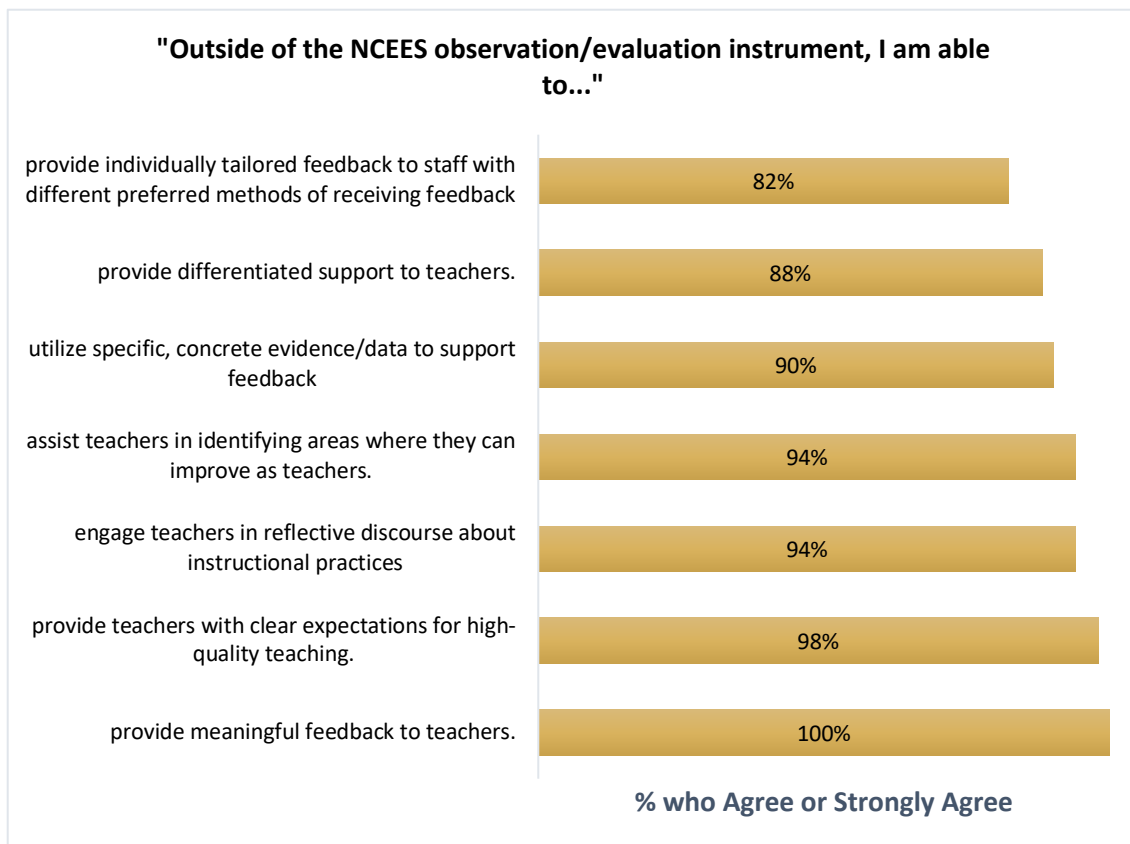 "Outside of the NCEES observation/evaluation instrument, I am able
to..."
provide individually tailored feedback to staff with
different preferred methods of receiving feedback
82%
provide differentiated support to teachers.
88%
utilize specific, concrete evidence/data to support
feedback
90%
assist teachers in identifying areas where they can
improve as teachers.
94%
engage teachers in reflective discourse about
instructional practices
94%
provide teachers with clear expectations for high-
quality teaching.
98%
provide meaningful feedback to teachers.
100%
% who Agree or Strongly Agree